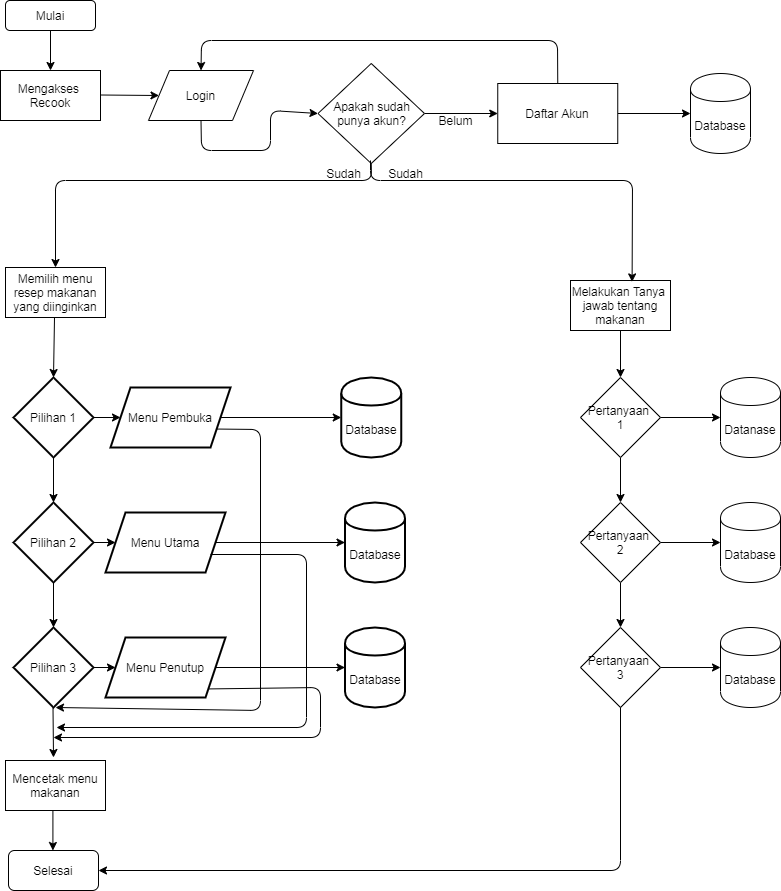 Mulai
Mengakses
Recook
Login
Apakah sudah
punya akun?
Belum
Daftar Akun
Database
Sudah
Sudah
Memilih menu
resep makanan
yang diinginkan
Melakukan Tanya
jawab tentang
makanan
Pilihan 1
Menu Pembuka
Database
Pertanyaan
1
Datanase
Pilihan 2
Menu Utama
Database
Pertanyaan
2
Database
Pilihan 3
Menu Penutup
Database
Pertanyaan
3
Database
Mencetak menu
makanan
Selesai